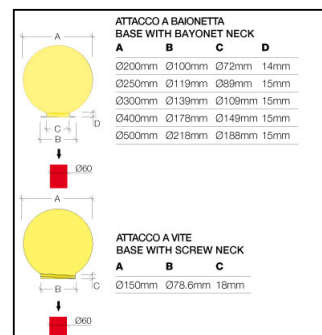 A
D
C
B
Ø60
ATTACCO A BAIONETTA
BASE WITH BAYONET NECK
A B C D
Ø200mm Ø100mm Ø72mm 14mm
Ø250mm Ø119mm Ø89mm 15mm
Ø300mm Ø139mm Ø109mm 15mm
Ø400mm Ø178mm Ø149mm 15mm
Ø500mm Ø218mm Ø188mm 15mm
A
B
C
Ø60
ATTACCO A VITE
BASE WITH SCREW NECK
A B C
Ø150mm Ø78.6mm 18mm